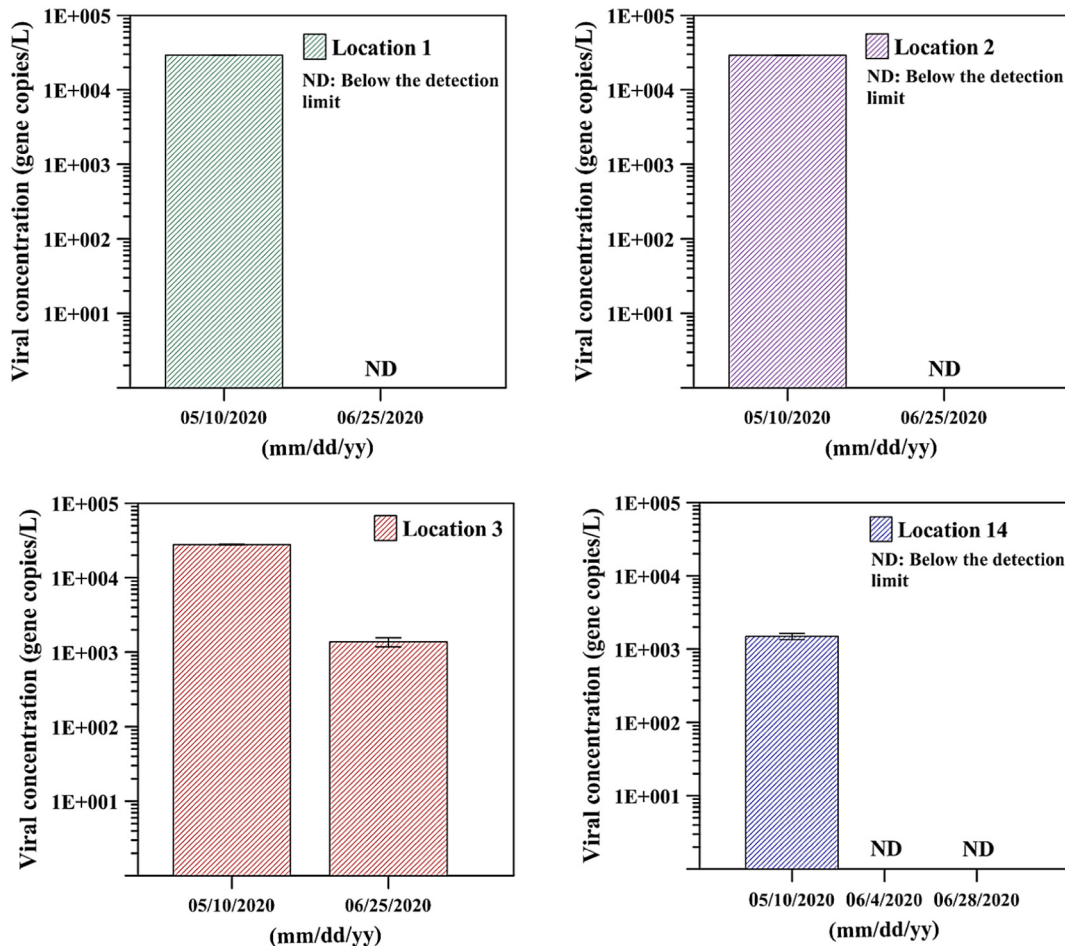 Viral concentration (gene copies/L)
1E+005
1E+004
1E+003
1E+002
1E+001
Location 1
ND: Below the detection
limit
ND
05/10/2020 06/25/2020
(mm/dd/yy)
Viral concentration (gene copies/L)
1E+005
1E+004
1E+003
1E+002
1E+001
Location 2
ND: Below the detection
limit
ND
05/10/2020 06/25/2020
(mm/dd/yy)
Viral concentration (gene copies/L)
1E+005
1E+004
1E+003
1E+002
1E+001
Location 3
05/10/2020 06/25/2020
(mm/dd/yy)
Viral concentration (gene copies/L)
1E+005
1E+004
1E+003
1E+002
1E+001
Location 14
ND: Below the detection
limit
ND ND
05/10/2020 06/4/2020 06/28/2020
(mm/dd/yy)